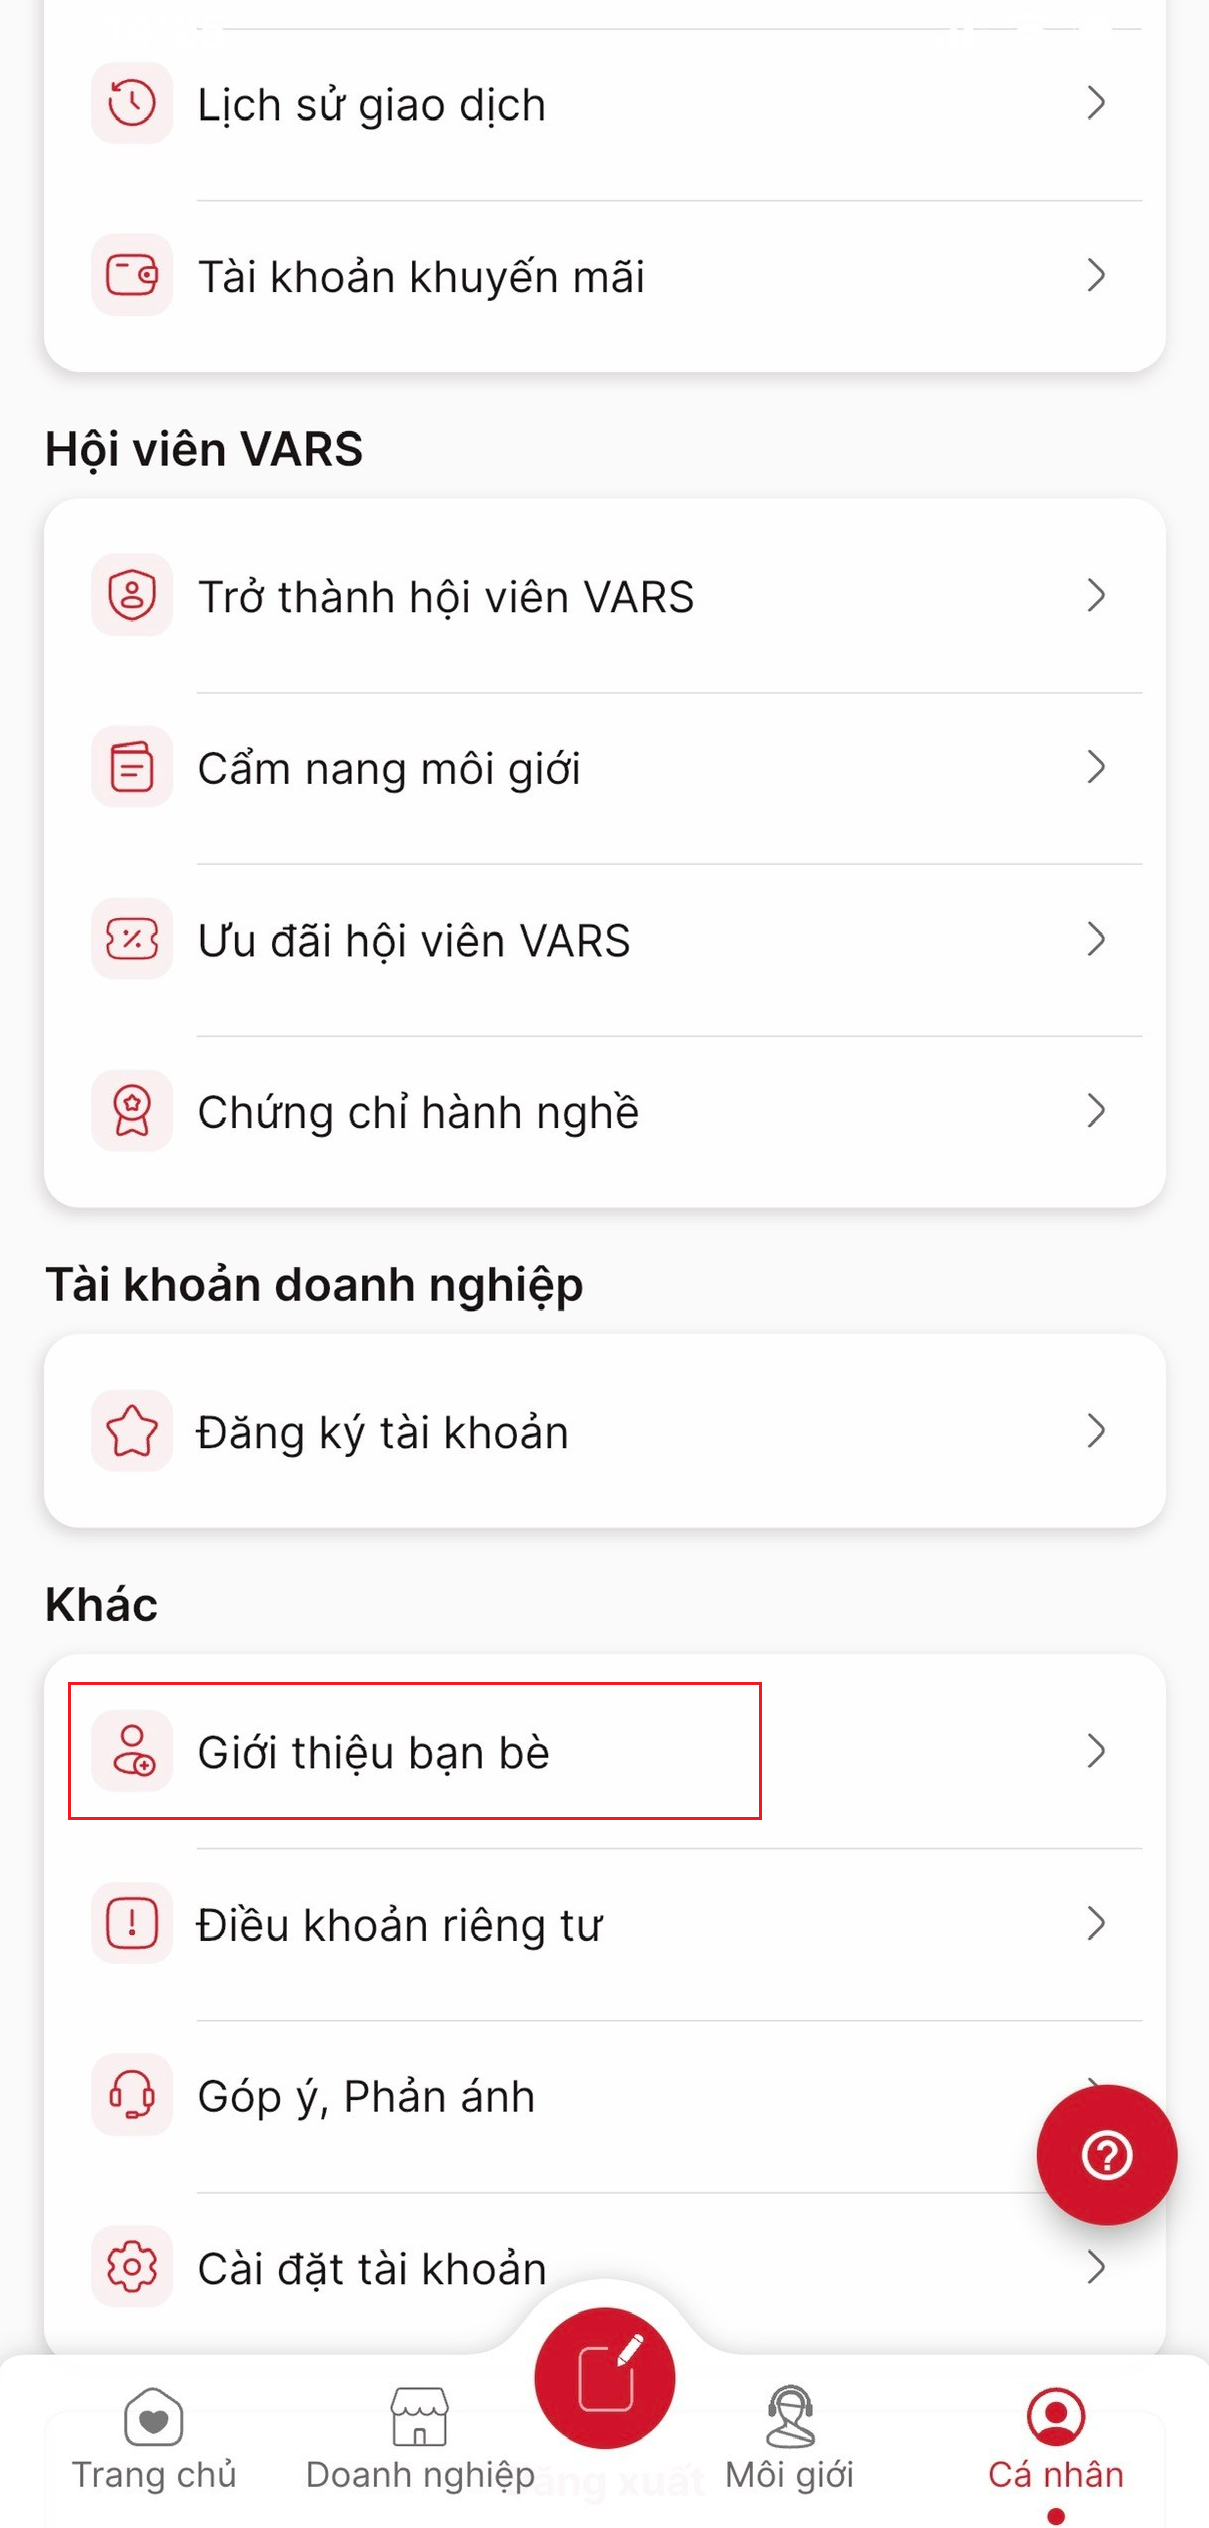 Lịch sử giao dịch
Tài khoản khuyến mãi
Hội viên VARS
Trở thành hội viên VARS
Cẩm nang môi giới
Ưu đãi hội viên VARS
Chứng chỉ hành nghề
Tài khoản doanh nghiệp
Đăng ký tài khoản
Khác
Giới thiệu bạn bè
Điều khoản riêng tư
Góp ý, Phản ánh
Cài đặt tài khoản
Trang chủ
Doanh nghiệp
Môi giới
Cá nhân